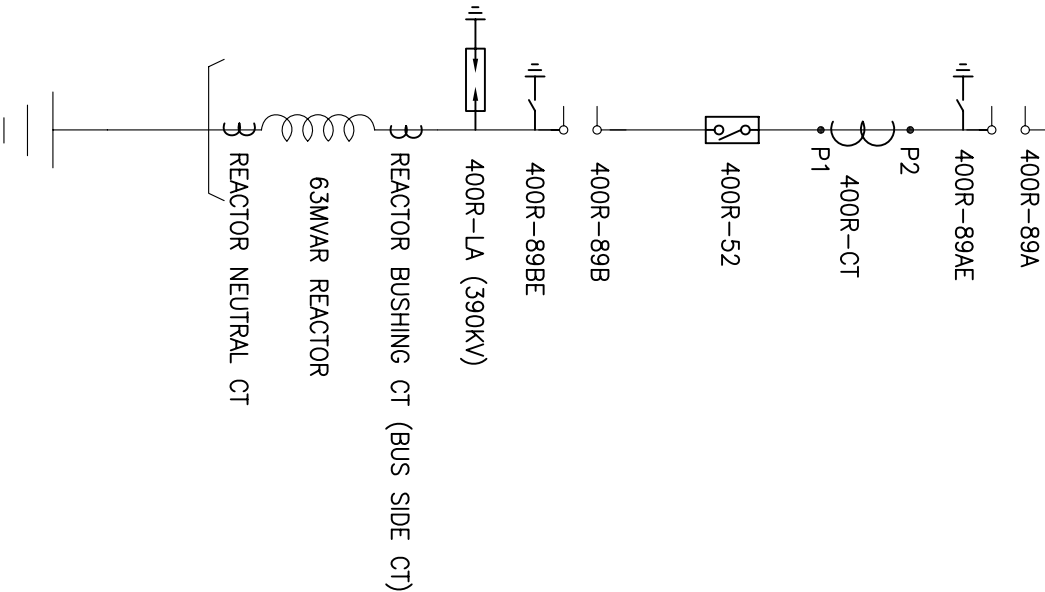 400R-89A
400R-89AE
P2
400R-CT
P1
400R-52
400R-89B
400R-89BE
400R-LA (390KV)
REACTOR BUSHING CT (BUS SIDE CT)
63MVAR REACTOR
REACTOR NEUTRAL CT